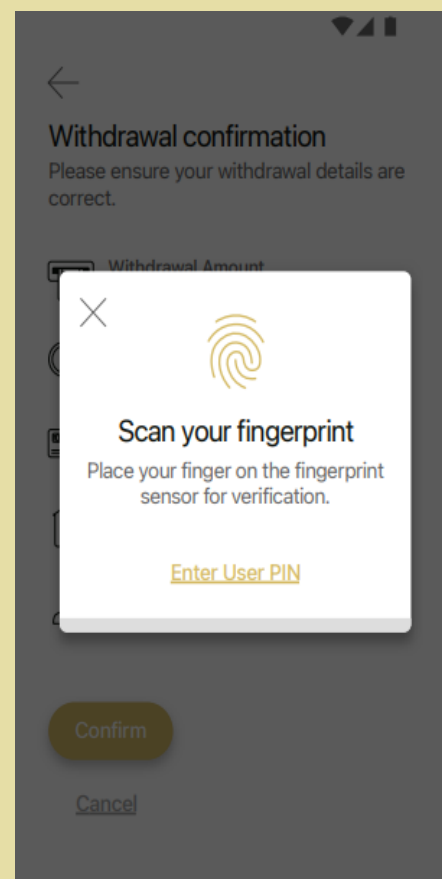 Withdrawal confirmation
Please ensure your withdrawal details are
correct.
Withdrawal Amount
Scan your fingerprint
Place your finger on the fingerprint
sensor for verification.
Enter User PIN
Confirm
Cancel